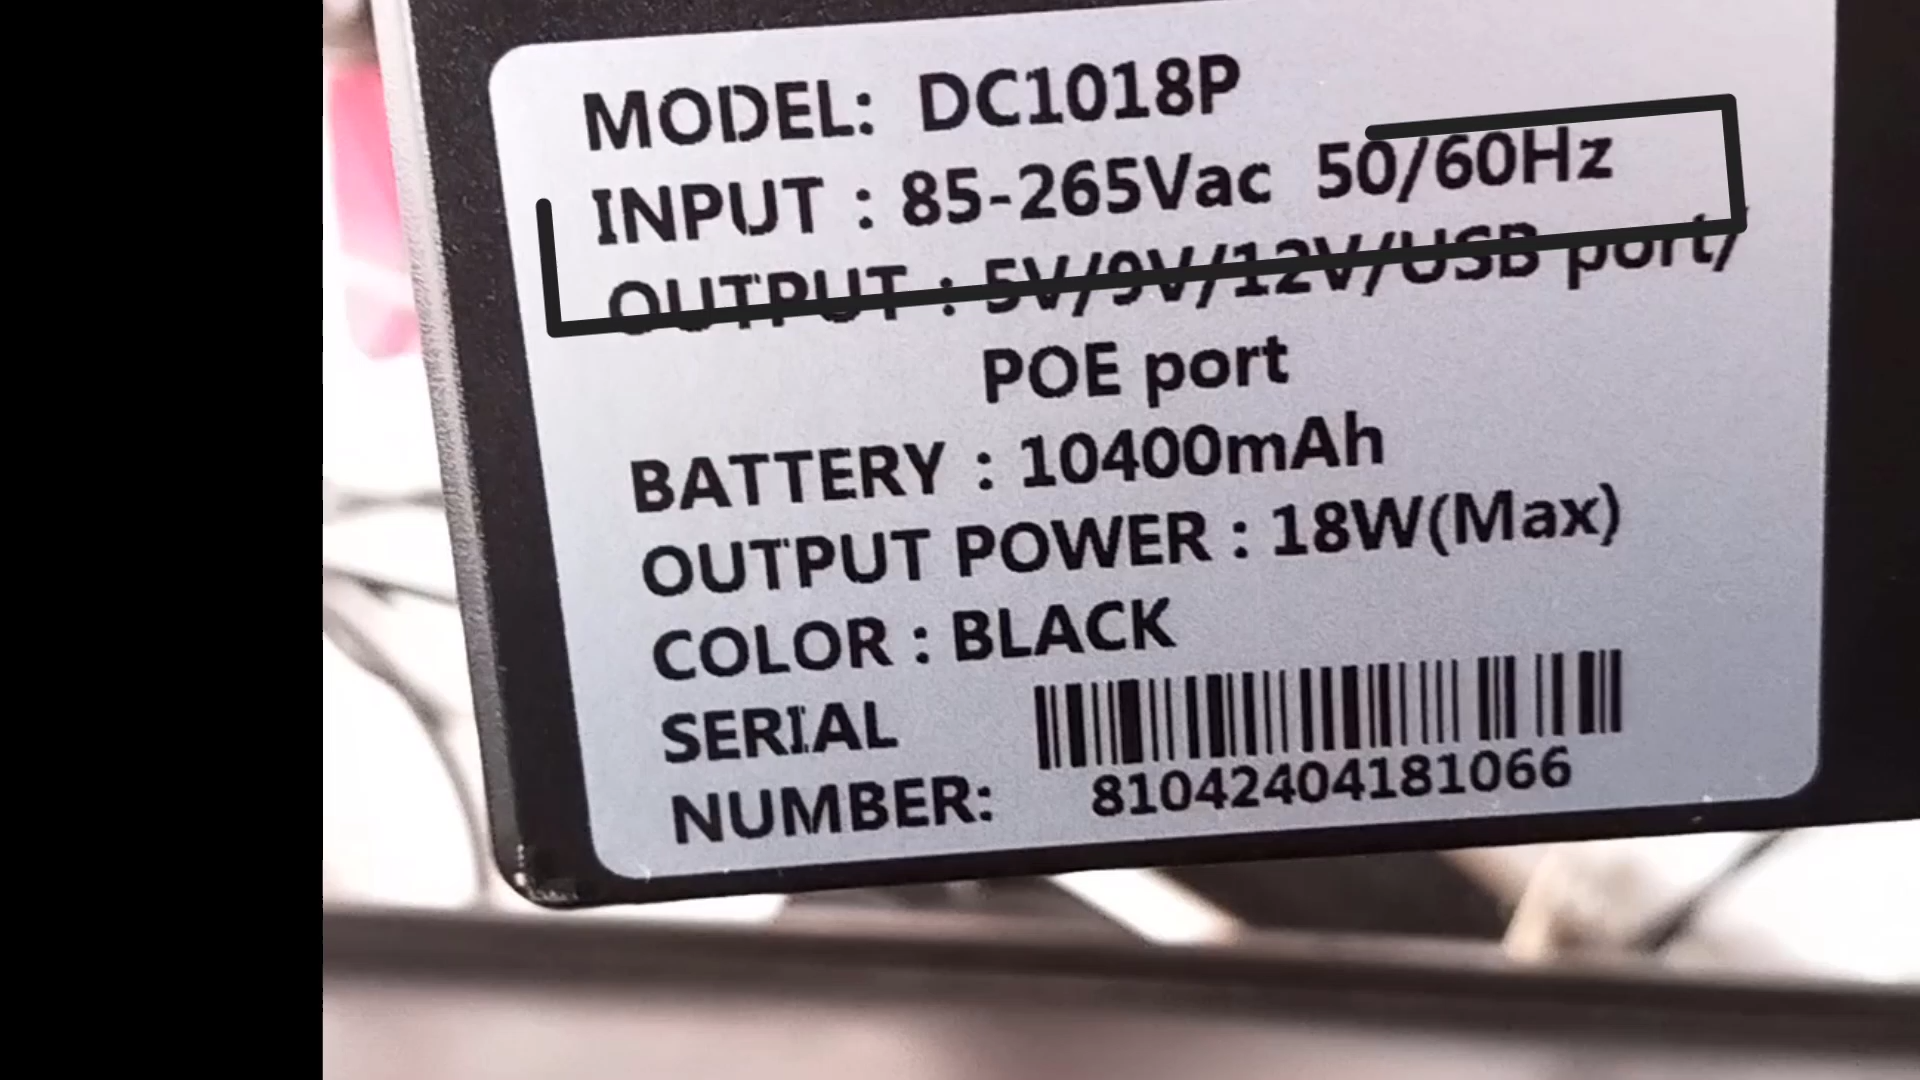 MODEL: DC1018P
INPUT : 85-265Vac 50/60Hz
OUTPUT : 5V/9V/12V/USB port/
POE port
BATTERY : 10400mAh
OUTPUT POWER : 18W(Max)
COLOR : BLACK
SERIAL
NUMBER:
81042404181066